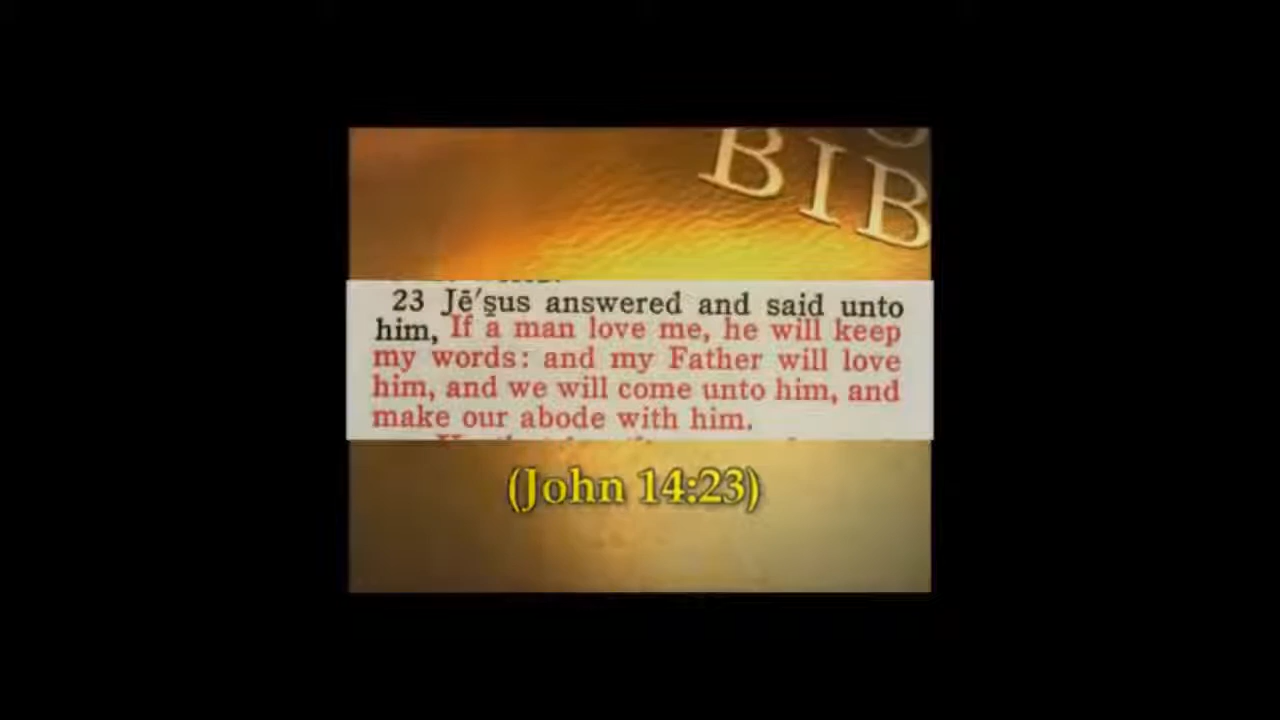 BIB
23 Jē′ṣus answered and said unto
him, If a man love me, he will keep
my words: and my Father will love
him, and we will come unto him, and
make our abode with him.
(John 14:23)